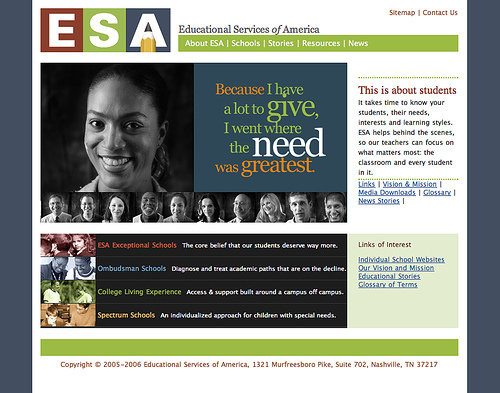 ESA
Sitemap | Contact Us
Educational Services of America
About ESA | Schools | Stories | Resources | News
Because I have
a lot to give,
I went where
the need
was greatest.
This is about students
It takes time to know your
students, their needs,
interests and learning styles.
ESA helps behind the scenes,
so our teachers can focus on
what matters most: the
classroom and every student
in it.
Links | Vision & Mission |
Media Downloads | Glossary |
News Stories |
ESA Exceptional Schools The core belief that our students deserve way more.
Ombudsman Schools Diagnose and treat academic paths that are on the decline.
College Living Experience Access & support built around a campus off campus.
Spectrum Schools An individualized approach for children with special needs.
Links of Interest
Individual School Websites
Our Vision and Mission
Educational Stories
Glossary of Terms
Copyright © 2005-2006 Educational Services of America, 1321 Murfreesboro Pike, Suite 702, Nashville, TN 37217